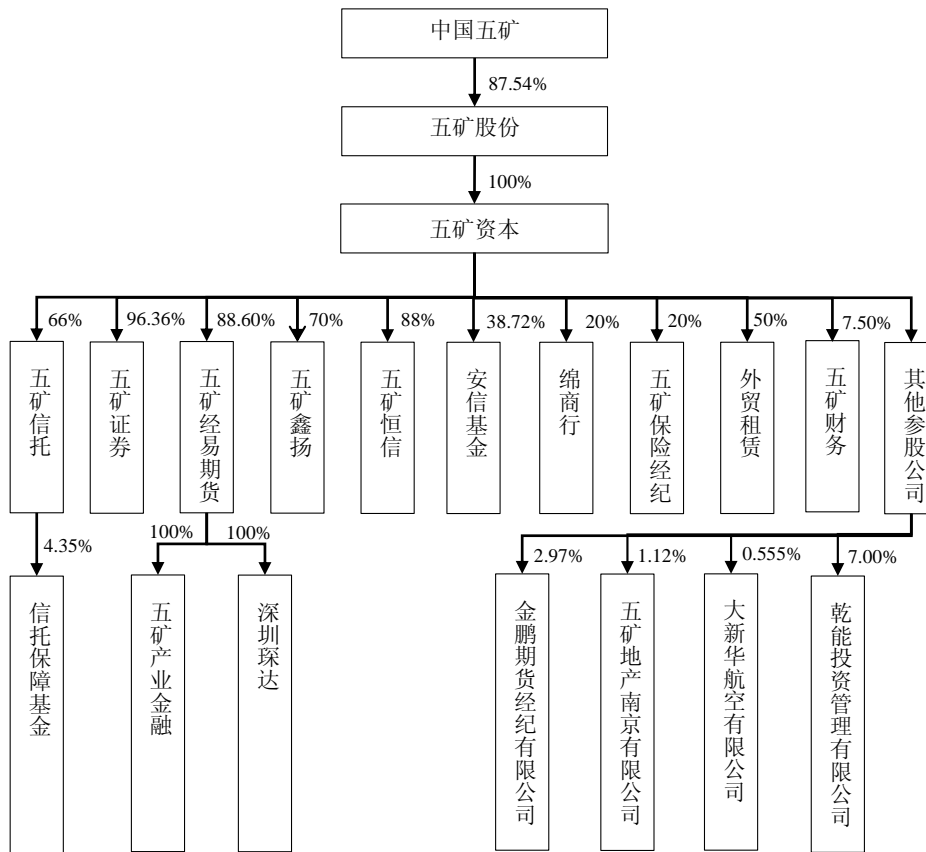 中国五矿
87.54%
五矿股份
100%
五矿资本
66%
96.36%
88.60%
70%
88%
38.72%
20%
20%
50%
7.50%
五矿信托
五矿证券
五矿经易期货
五矿鑫扬
五矿恒信
安信基金
绵商行
五矿保险经纪
外贸租赁
五矿财务
其他参股公司
4.35%
100%
100%
2.97%
1.12%
0.555%
7.00%
信托保障基金
五矿产业金融
深圳琛达
金鹏期货经纪有限公司
五矿地产南京有限公司
大新华航空有限公司
乾能投资管理有限公司